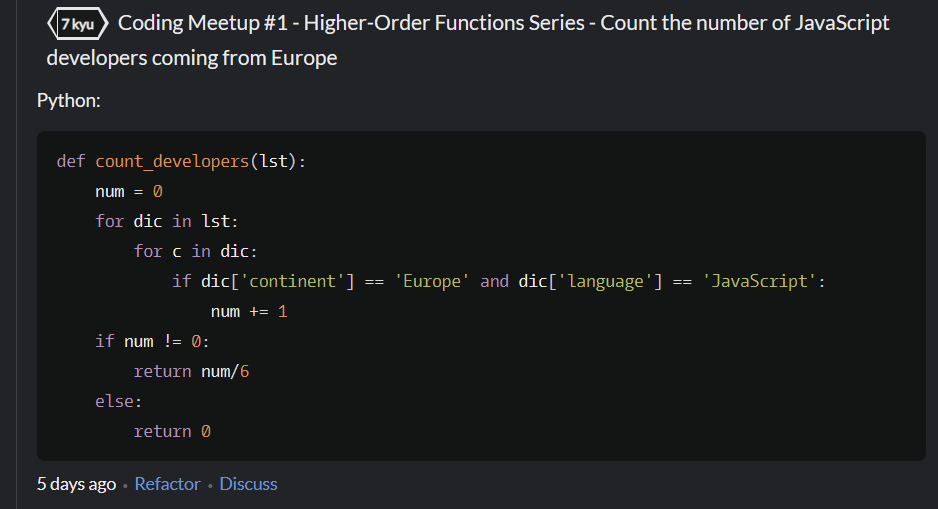 7 kyu Coding Meetup #1 - Higher-Order Functions Series - Count the number of JavaScript
developers coming from Europe
Python:
def count_developers(lst):
    num = 0
    for dic in lst:
        for c in dic:
            if dic['continent'] == 'Europe' and dic['language'] == 'JavaScript':
                num += 1
    if num != 0:
        return num/6
    else:
        return 0
5 days ago • Refactor • Discuss